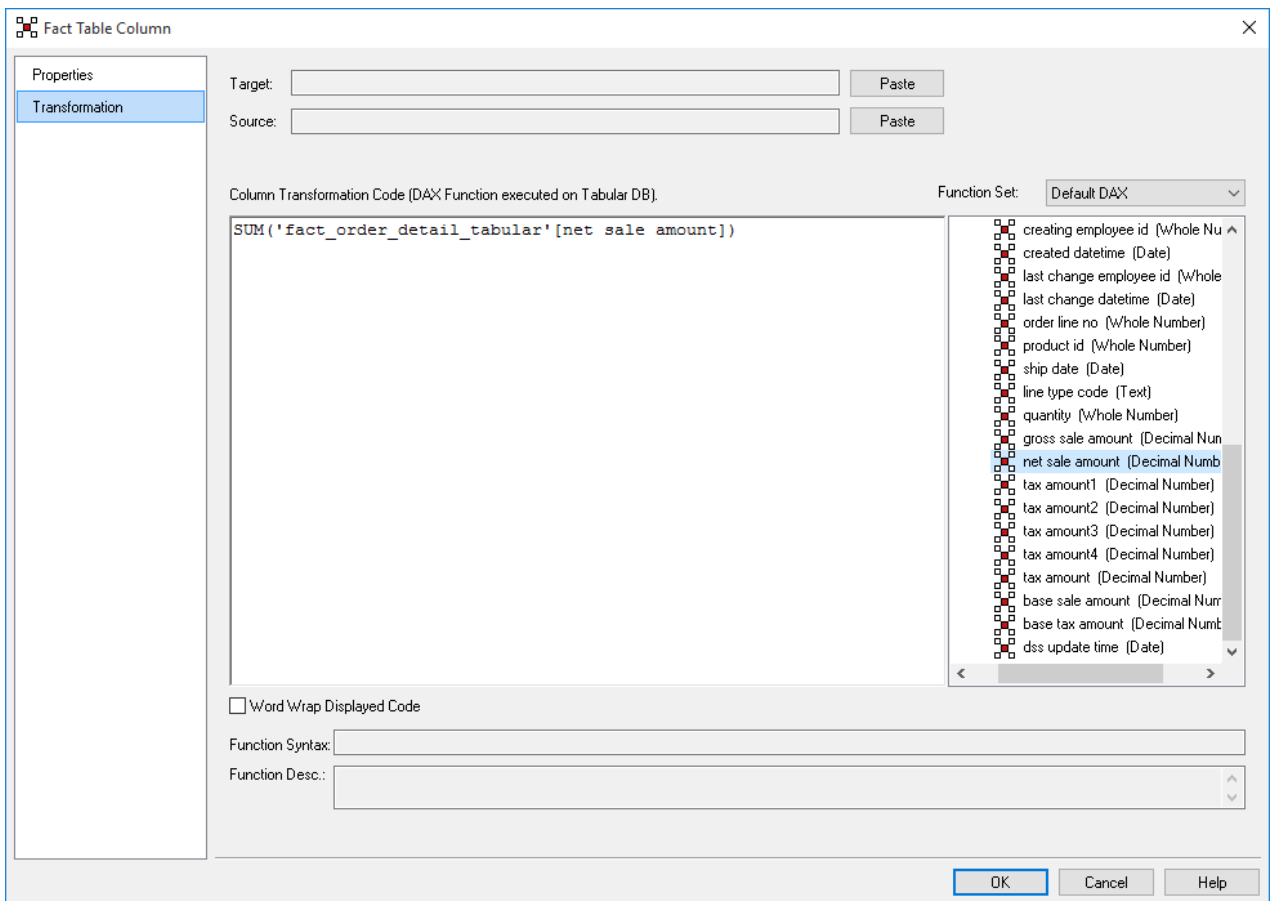 Fact Table Column
Properties
Transformation
Target:
Paste
Source:
Paste
Column Transformation Code (DAX Function executed on Tabular DB).
Function Set:
Default DAX
SUM('fact_order_detail_tabular'[net sale amount])
creating employee id (Whole Nu
created datetime (Date)
last change employee id (Whole
last change datetime (Date)
order line no (Whole Number)
product id (Whole Number)
ship date (Date)
line type code (Text)
quantity (Whole Number)
gross sale amount (Decimal Num
net sale amount (Decimal Numb
tax amount1 (Decimal Number)
tax amount2 (Decimal Number)
tax amount3 (Decimal Number)
tax amount4 (Decimal Number)
tax amount (Decimal Number)
base sale amount (Decimal Num
base tax amount (Decimal Numb
dss update time (Date)
Word Wrap Displayed Code
Function Syntax:
Function Desc.:
OK
Cancel
Help